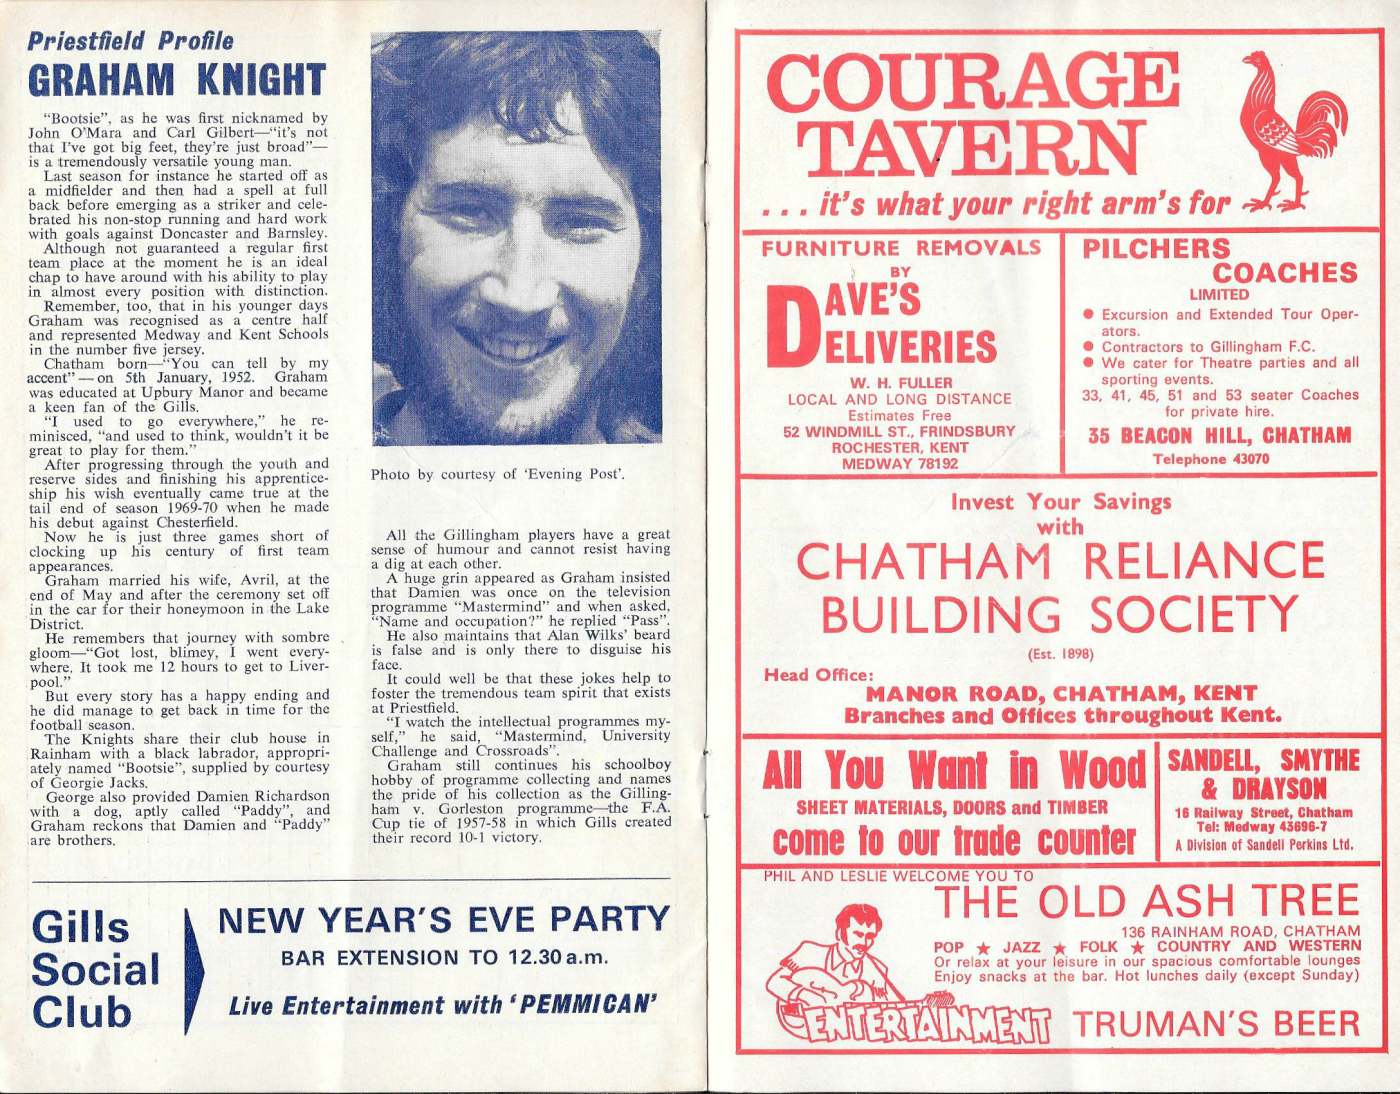 Priestfield Profile
GRAHAM KNIGHT
"Bootsie", as he was first nicknamed by
John O'Mara and Carl Gilbert—"it's not
that I've got big feet, they're just broad"—
is a tremendously versatile young man.
Last season for instance he started off as
a midfielder and then had a spell at full
back before emerging as a striker and cele-
brated his non-stop running and hard work
with goals against Doncaster and Barnsley.
Although not guaranteed a regular first
team place at the moment he is an ideal
chap to have around with his ability to play
in almost every position with distinction.
Remember, too, that in his younger days
Graham was recognised as a centre half
and represented Medway and Kent Schools
in the number five jersey.
Chatham born—"You can tell by my
accent"—on 5th January, 1952. Graham
was educated at Upbury Manor and became
a keen fan of the Gills.
"I used to go everywhere," he re-
minisced, "and used to think, wouldn't it be
great to play for them."
After progressing through the youth and
reserve sides and finishing his apprentice-
ship his wish eventually came true at the
tail end of season 1969-70 when he made
his debut against Chesterfield.
Now he is just three games short of
clocking up his century of first team
appearances.
Graham married his wife, Avril, at the
end of May and after the ceremony set off
in the car for their honeymoon in the Lake
District.
He remembers that journey with sombre
gloom—"Got lost, blimey, I went every-
where. It took me 12 hours to get to Liver-
pool."
But every story has a happy ending and
he did manage to get back in time for the
football season.
The Knights share their club house in
Rainham with a black labrador, appropri-
ately named "Bootsie", supplied by courtesy
of Georgie Jacks.
George also provided Damien Richardson
with a dog, aptly called "Paddy", and
Graham reckons that Damien and "Paddy"
are brothers.
Photo by courtesy of 'Evening Post'.
All the Gillingham players have a great
sense of humour and cannot resist having
a dig at each other.
A huge grin appeared as Graham insisted
that Damien was once on the television
programme "Mastermind" and when asked,
"Name and occupation?" he replied "Pass".
He also maintains that Alan Wilks' beard
is false and is only there to disguise his
face.
It could well be that these jokes help to
foster the tremendous team spirit that exists
at Priestfield.
"I watch the intellectual programmes my-
self," he said, "Mastermind, University
Challenge and Crossroads".
Graham still continues his schoolboy
hobby of programme collecting and names
the pride of his collection as the Gilling-
ham v. Gorleston programme—the F.A.
Cup tie of 1957-58 in which Gills created
their record 10-1 victory.
Gills
Social
Club
NEW YEAR'S EVE PARTY
BAR EXTENSION TO 12.30 a.m.
Live Entertainment with 'PEMMICAN'
COURAGE
TAVERN
. . . it's what your right arm's for
FURNITURE REMOVALS
BY
DAVE'S
DELIVERIES
W. H. FULLER
LOCAL AND LONG DISTANCE
Estimates Free
52 WINDMILL ST., FRINDSBURY
ROCHESTER, KENT
MEDWAY 78192
PILCHERS
COACHES
LIMITED
● Excursion and Extended Tour Oper-
ators.
● Contractors to Gillingham F.C.
● We cater for Theatre parties and all
sporting events.
33, 41, 45, 51 and 53 seater Coaches
for private hire.
35 BEACON HILL, CHATHAM
Telephone 43070
Invest Your Savings
with
CHATHAM RELIANCE
BUILDING SOCIETY
(Est. 1898)
Head Office:
MANOR ROAD, CHATHAM, KENT
Branches and Offices throughout Kent.
All You Want in Wood
SHEET MATERIALS, DOORS and TIMBER
come to our trade counter
SANDELL, SMYTHE
& DRAYSON
16 Railway Street, Chatham
Tel: Medway 43696-7
A Division of Sandell Perkins Ltd.
PHIL AND LESLIE WELCOME YOU TO
THE OLD ASH TREE
136 RAINHAM ROAD, CHATHAM
POP ★ JAZZ ★ FOLK ★ COUNTRY AND WESTERN
Or relax at your leisure in our spacious comfortable lounges
Enjoy snacks at the bar. Hot lunches daily (except Sunday)
ENTERTAINMENT
TRUMAN'S BEER